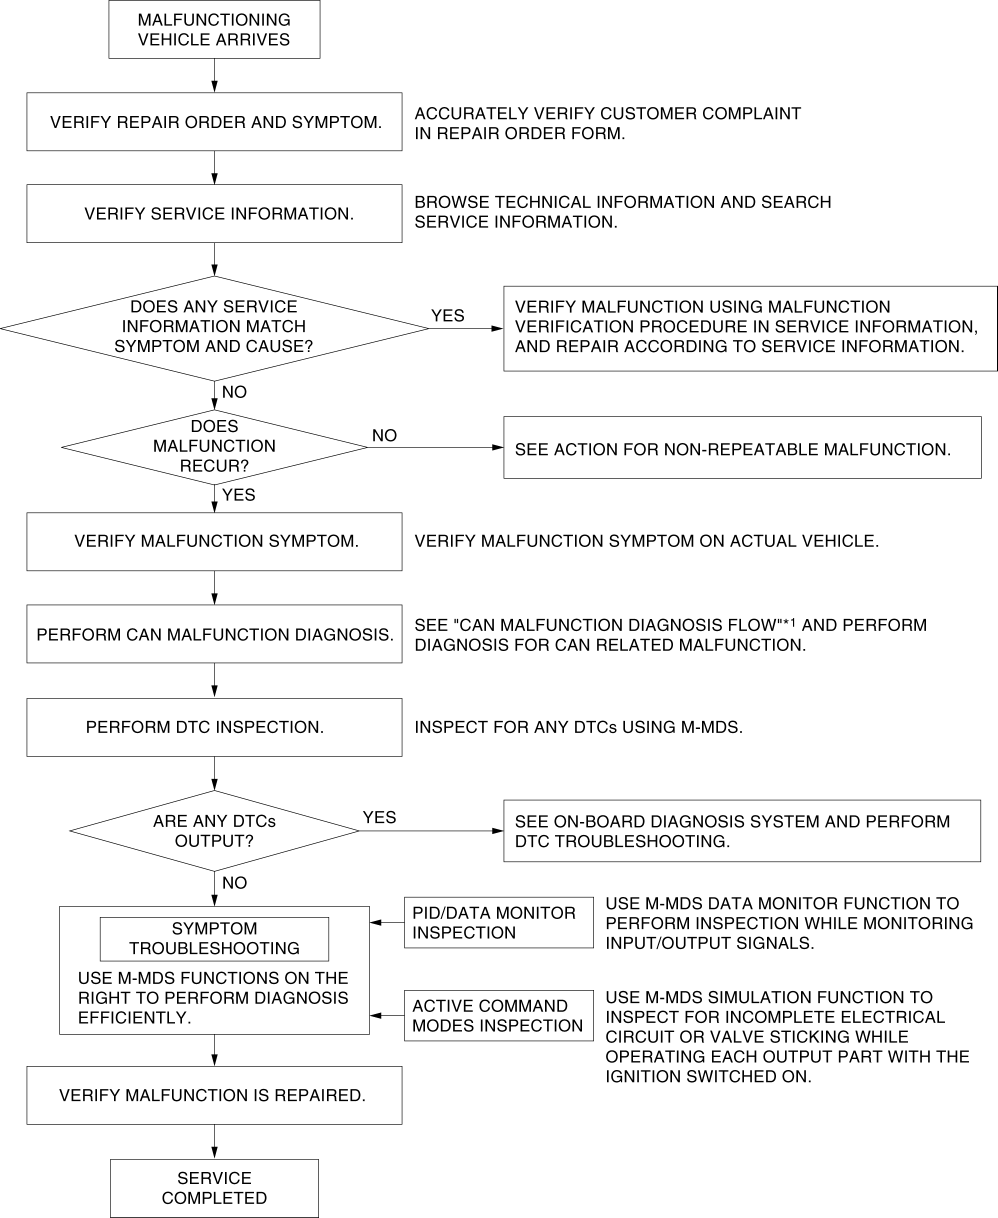 MALFUNCTIONING
VEHICLE ARRIVES
VERIFY REPAIR ORDER AND SYMPTOM.
ACCURATELY VERIFY CUSTOMER COMPLAINT
IN REPAIR ORDER FORM.
VERIFY SERVICE INFORMATION.
BROWSE TECHNICAL INFORMATION AND SEARCH
SERVICE INFORMATION.
DOES ANY SERVICE
INFORMATION MATCH
SYMPTOM AND CAUSE?
YES
VERIFY MALFUNCTION USING MALFUNCTION
VERIFICATION PROCEDURE IN SERVICE INFORMATION,
AND REPAIR ACCORDING TO SERVICE INFORMATION.
NO
DOES
MALFUNCTION
RECUR?
NO
SEE ACTION FOR NON-REPEATABLE MALFUNCTION.
YES
VERIFY MALFUNCTION SYMPTOM.
VERIFY MALFUNCTION SYMPTOM ON ACTUAL VEHICLE.
PERFORM CAN MALFUNCTION DIAGNOSIS.
SEE "CAN MALFUNCTION DIAGNOSIS FLOW"*1 AND PERFORM
DIAGNOSIS FOR CAN RELATED MALFUNCTION.
PERFORM DTC INSPECTION.
INSPECT FOR ANY DTCs USING M-MDS.
ARE ANY DTCs
OUTPUT?
YES
SEE ON-BOARD DIAGNOSIS SYSTEM AND PERFORM
DTC TROUBLESHOOTING.
NO
SYMPTOM
TROUBLESHOOTING
USE M-MDS FUNCTIONS ON THE
RIGHT TO PERFORM DIAGNOSIS
EFFICIENTLY.
PID/DATA MONITOR
INSPECTION
USE M-MDS DATA MONITOR FUNCTION TO
PERFORM INSPECTION WHILE MONITORING
INPUT/OUTPUT SIGNALS.
ACTIVE COMMAND
MODES INSPECTION
USE M-MDS SIMULATION FUNCTION TO
INSPECT FOR INCOMPLETE ELECTRICAL
CIRCUIT OR VALVE STICKING WHILE
OPERATING EACH OUTPUT PART WITH THE
IGNITION SWITCHED ON.
VERIFY MALFUNCTION IS REPAIRED.
SERVICE
COMPLETED